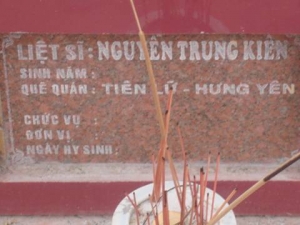 LIỆT SĨ : NGUYỄN TRUNG KIÊN
SINH NĂM :
QUÊ QUÁN : TIÊN LỮ - HƯNG YÊN
CHỨC VỤ :
ĐƠN VỊ :
NGÀY HY SINH :